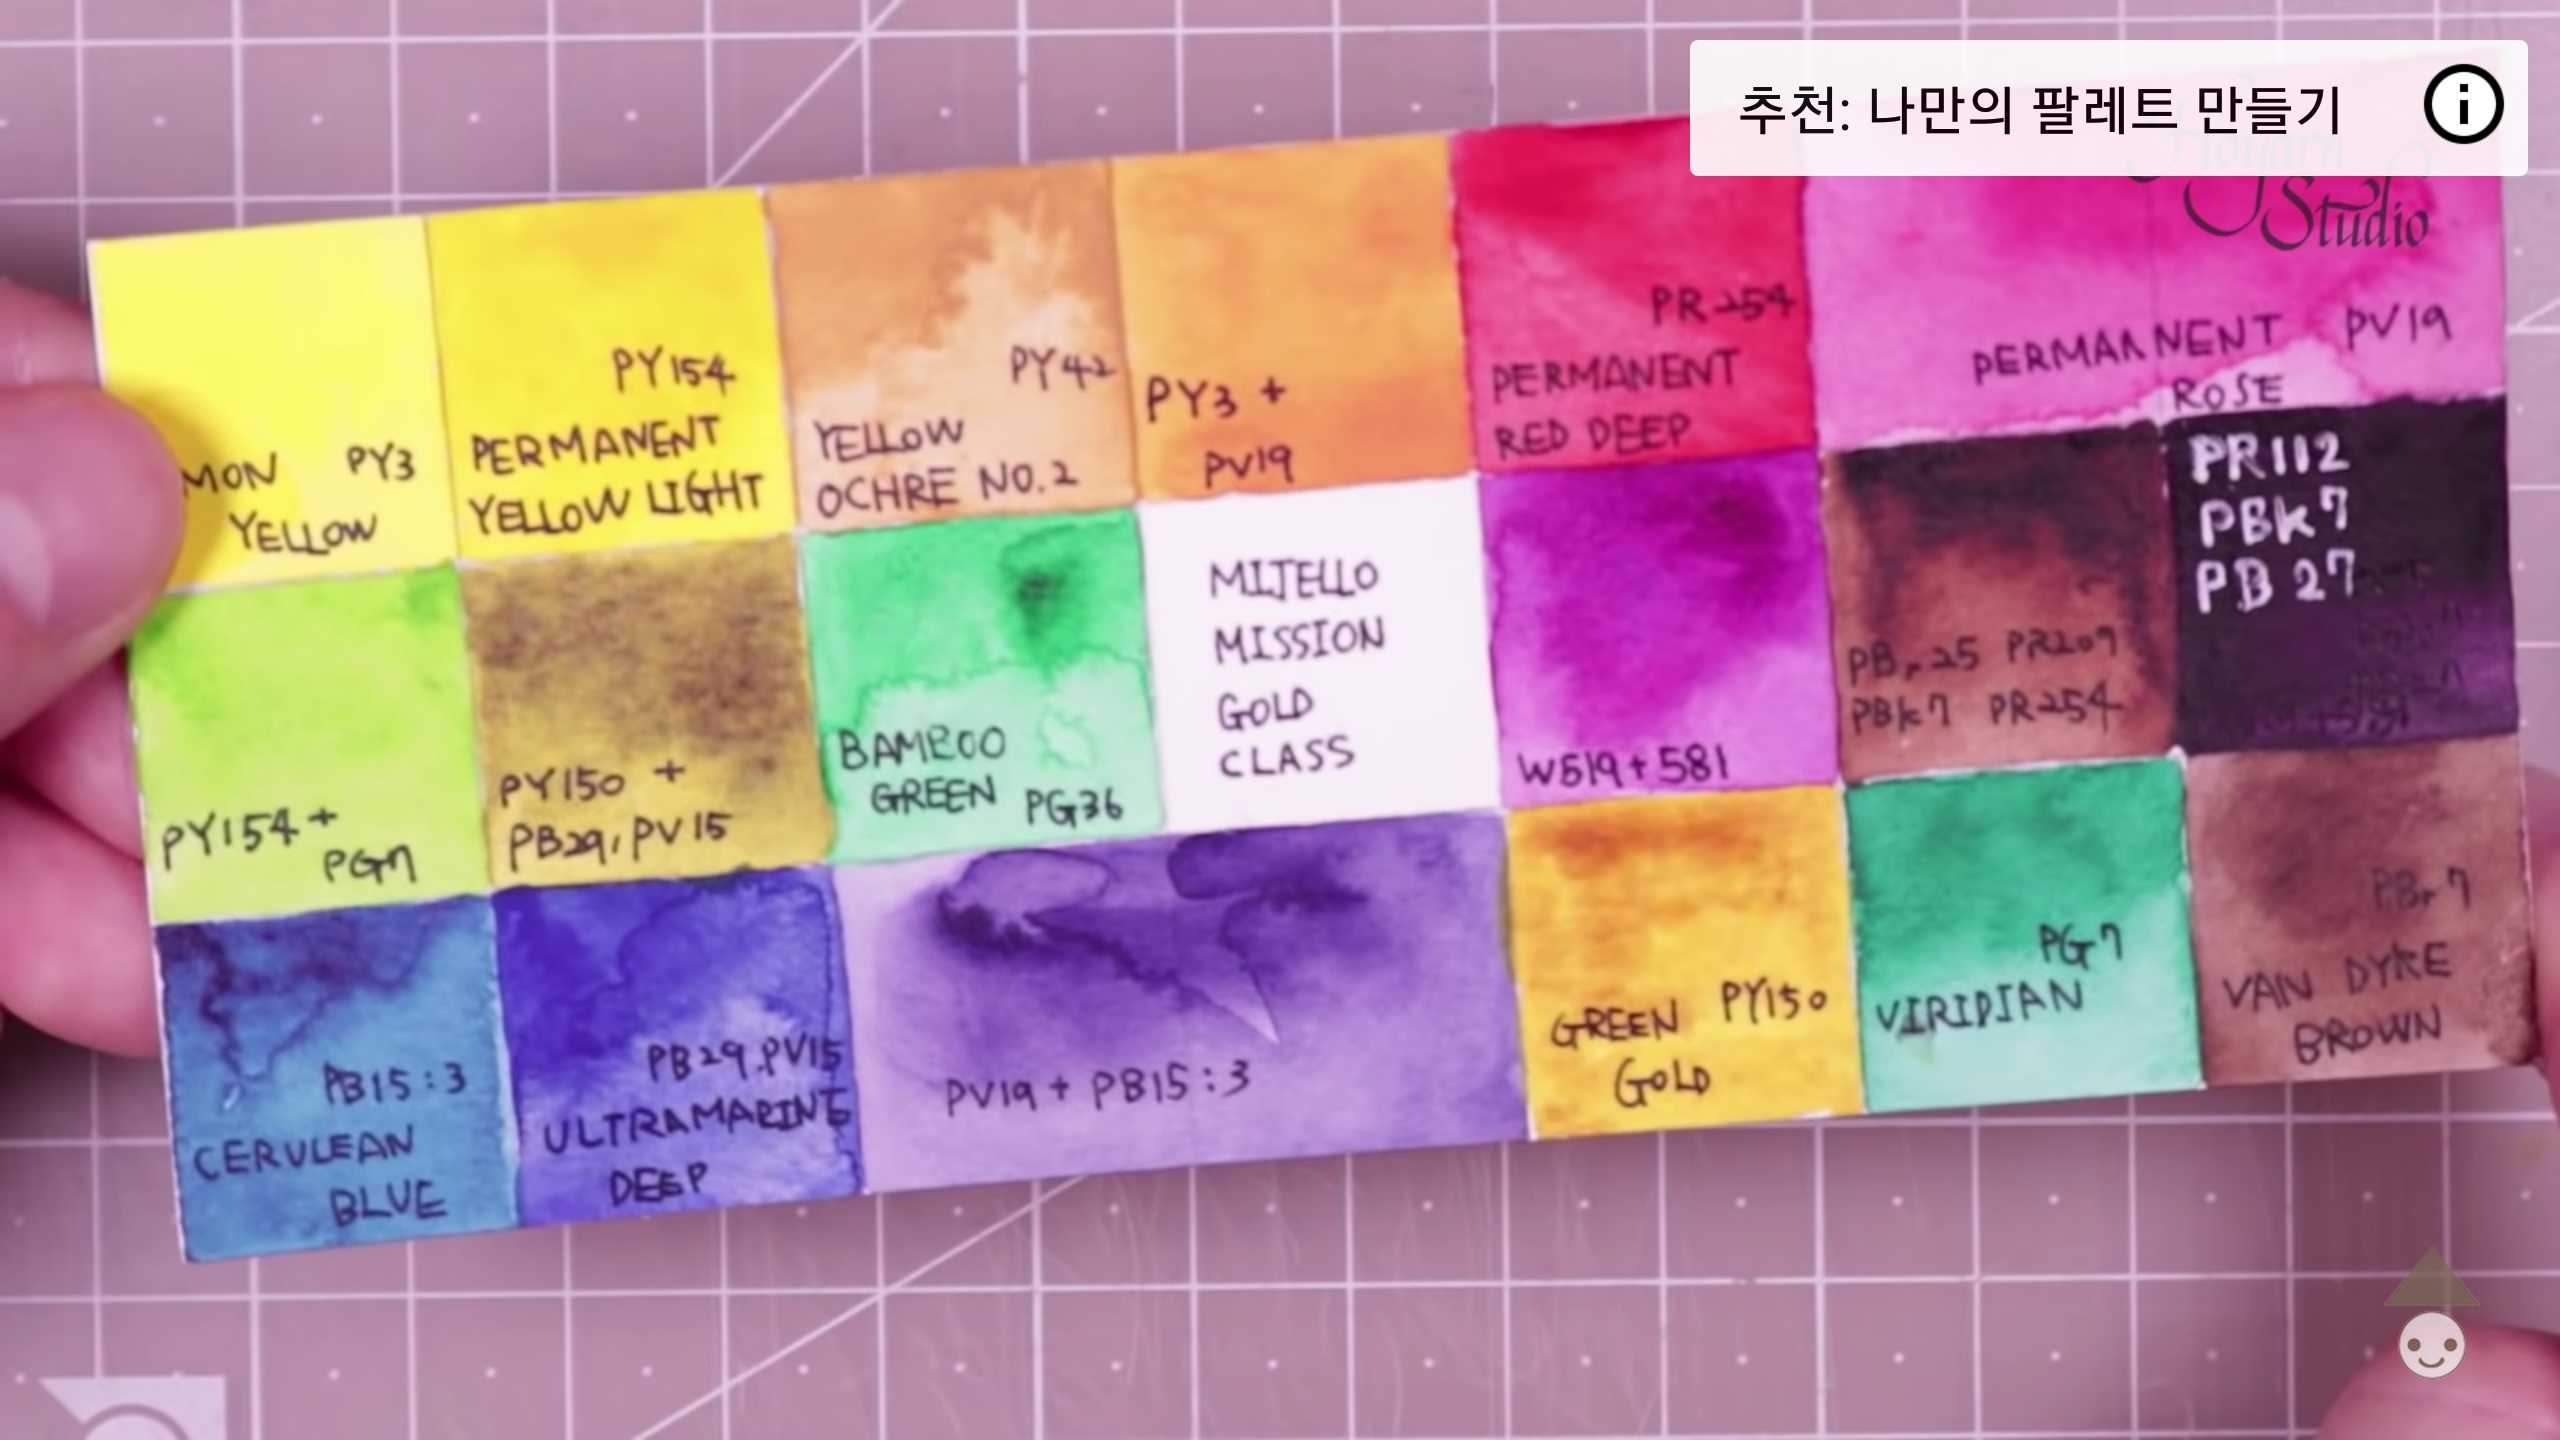 추천: 나만의 팔레트 만들기
Studio
MON PY3
YELLOW
PY154
PERMANENT
YELLOW LIGHT
PY42
YELLOW
OCHRE NO.2
PY3 +
PV19
PR254
PERMANENT
RED DEEP
PERMANENT PV19
ROSE
PY154+
PG7
PY150 +
PB29, PV15
BAMBOO
GREEN PG36
MIJELLO
MISSION
GOLD
CLASS
W519+581
PBr25 PR209
PBk7 PR254
PR112
PBk7
PB27
PB15:3
CERULEAN
BLUE
PB29.PV15
ULTRAMARINE
DEEP
PV19+ PB15:3
GREEN PY150
GOLD
PG7
VIRIDIAN
PBr7
VAN DYKE
BROWN